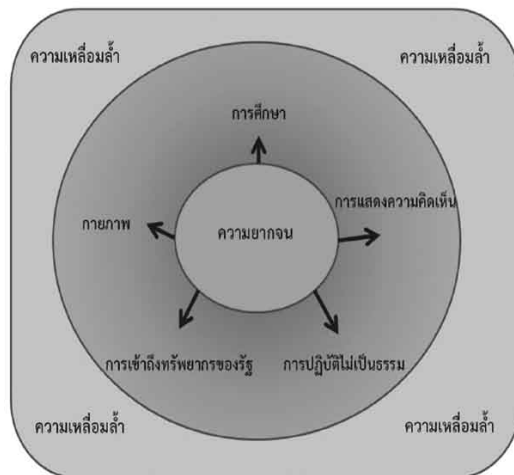 ความเหลื่อมล้ำ ความเหลื่อมล้ำ
การศึกษา
การแสดงความคิดเห็น
กายภาพ
ความยากจน
การเข้าถึงทรัพยากรของรัฐ การปฏิบัติไม่เป็นธรรม
ความเหลื่อมล้ำ ความเหลื่อมล้ำ